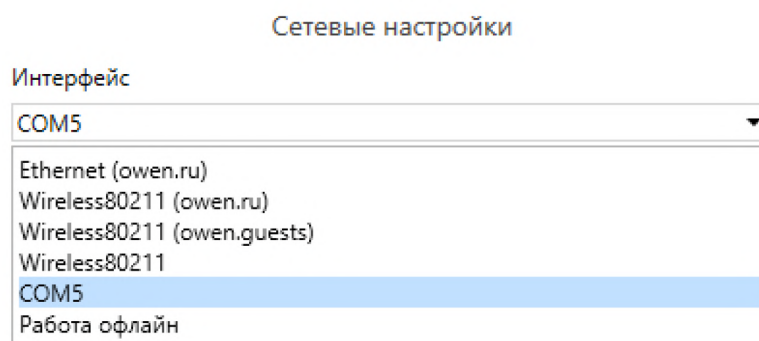 Сетевые настройки
Интерфейс
COM5
Ethernet (owen.ru)
Wireless80211 (owen.ru)
Wireless80211 (owen.guests)
Wireless80211
COM5
Работа офлайн